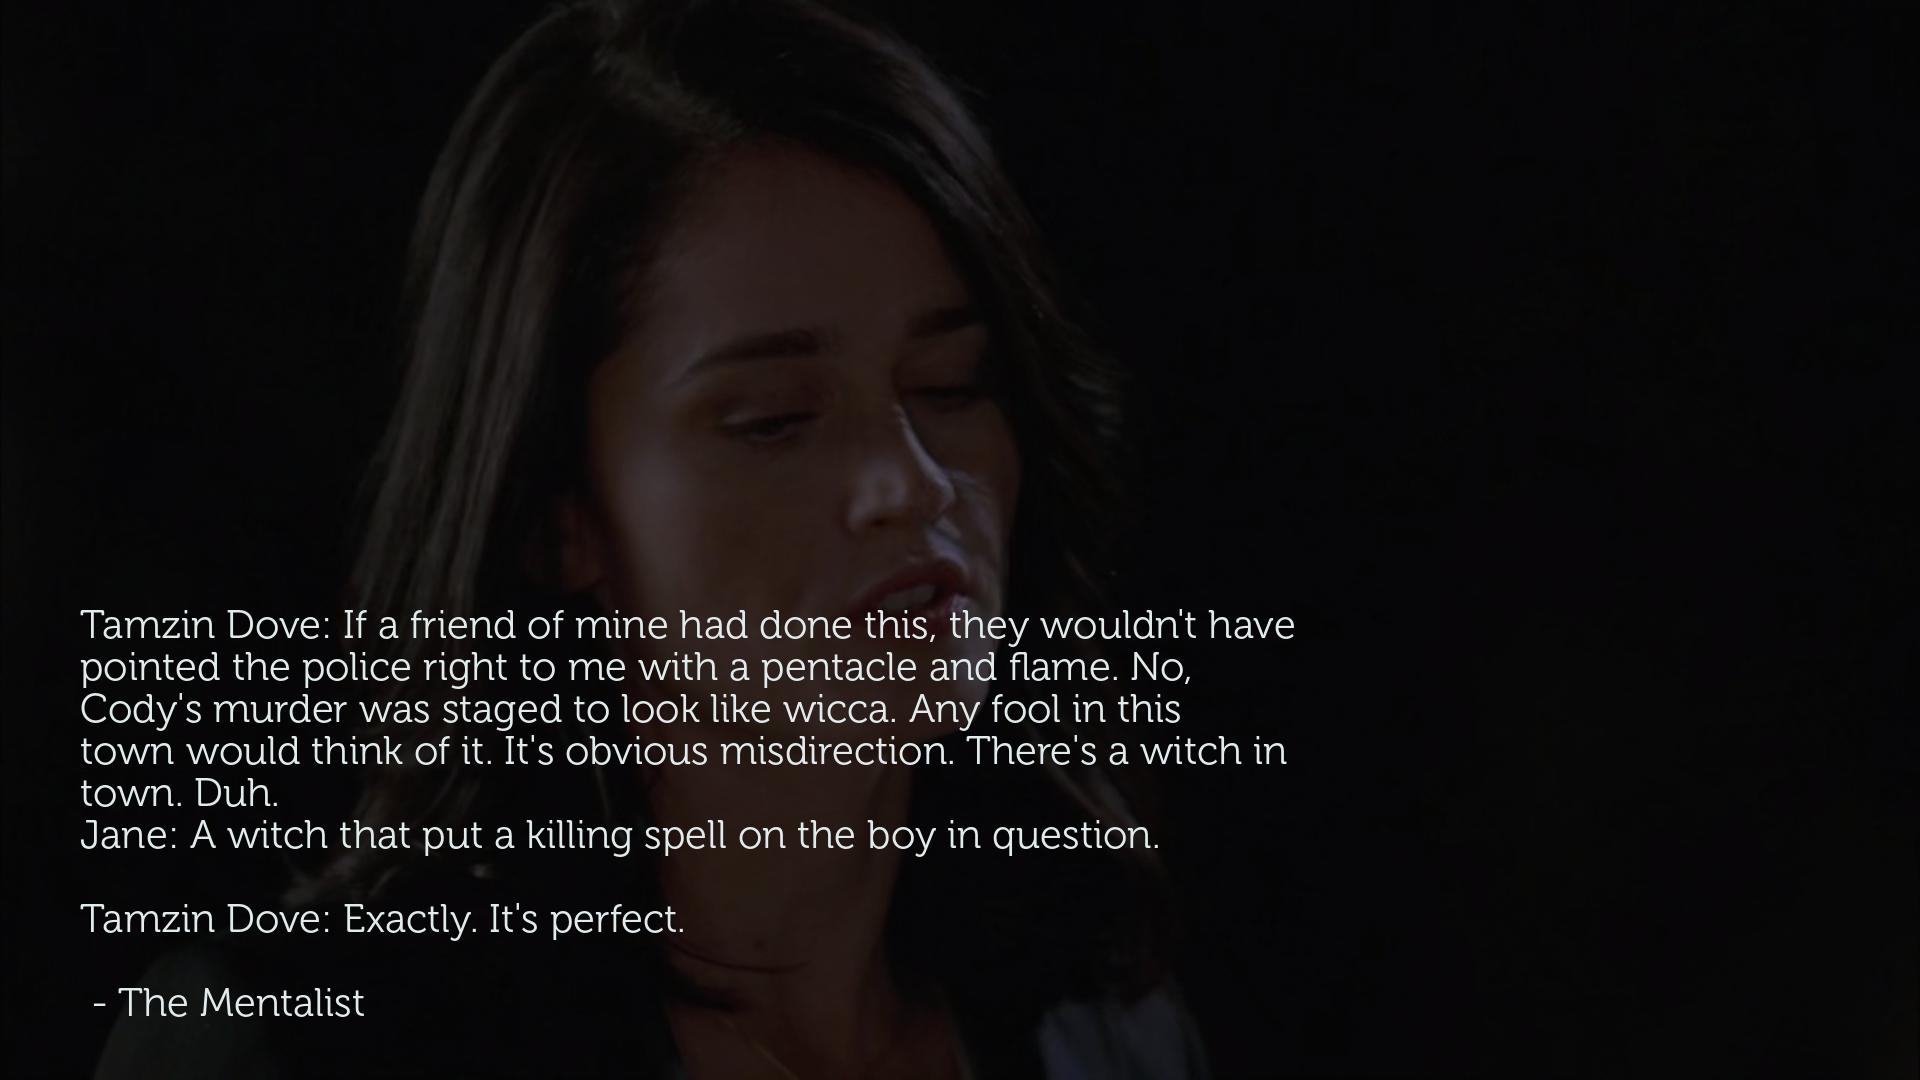 Tamzin Dove: If a friend of mine had done this, they wouldn't have
pointed the police right to me with a pentacle and flame. No,
Cody's murder was staged to look like wicca. Any fool in this
town would think of it. It's obvious misdirection. There's a witch in
town. Duh.
Jane: A witch that put a killing spell on the boy in question.
Tamzin Dove: Exactly. It's perfect.
- The Mentalist